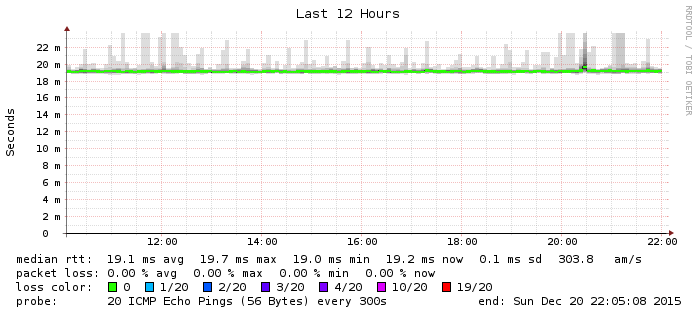 Last 12 Hours
RRDTOOL / TOBI OETIKER
Seconds
22 m
20 m
18 m
16 m
14 m
12 m
10 m
8 m
6 m
4 m
2 m
0
12:00 14:00 16:00 18:00 20:00 22:00
median rtt: 19.1 ms avg 19.7 ms max 19.0 ms min 19.2 ms now 0.1 ms sd 303.8 am/s
packet loss: 0.00 % avg 0.00 % max 0.00 % min 0.00 % now
loss color: 0 1/20 2/20 3/20 4/20 10/20 19/20
probe: 20 ICMP Echo Pings (56 Bytes) every 300s end: Sun Dec 20 22:05:08 2015